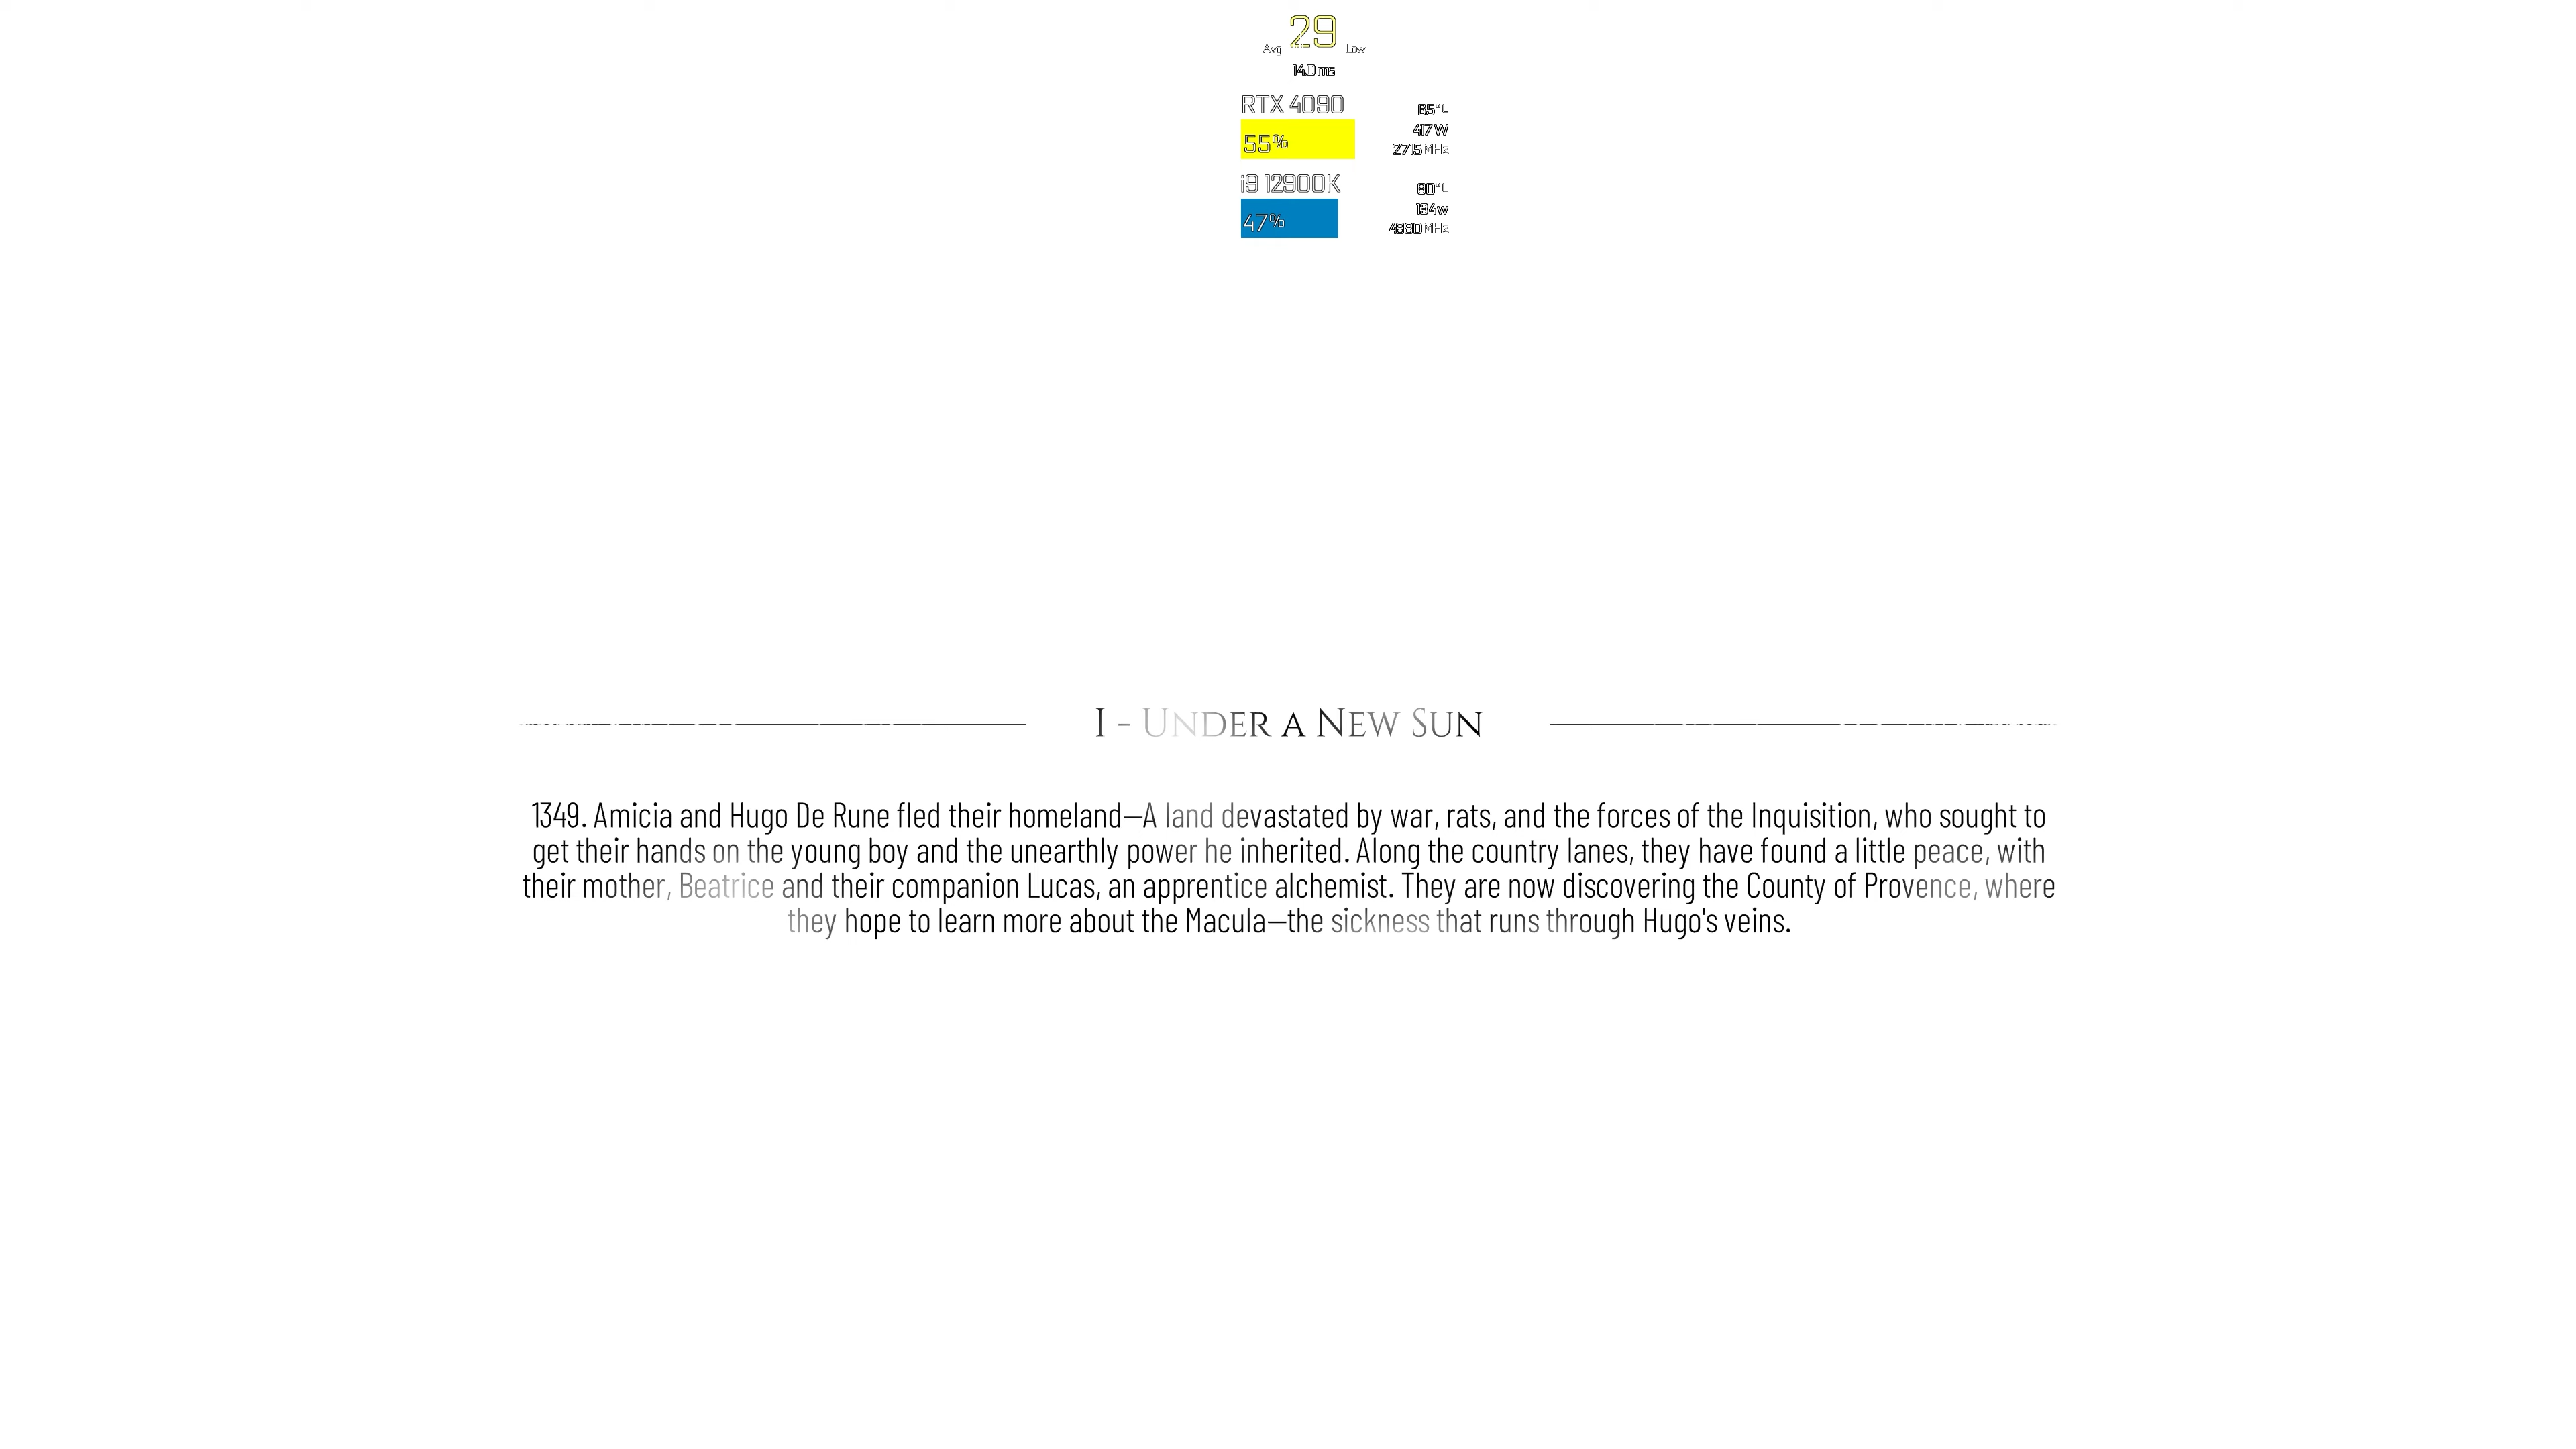 29
Avg Low
14.0 ms
RTX 4090 85°C
55% 417 W
2715 MHz
i9 12900K 80°C
47% 134w
4880 MHz
I - Under a New Sun
1349. Amicia and Hugo De Rune fled their homeland—A land devastated by war, rats, and the forces of the Inquisition, who sought to
get their hands on the young boy and the unearthly power he inherited. Along the country lanes, they have found a little peace, with
their mother, Beatrice and their companion Lucas, an apprentice alchemist. They are now discovering the County of Provence, where
they hope to learn more about the Macula—the sickness that runs through Hugo's veins.